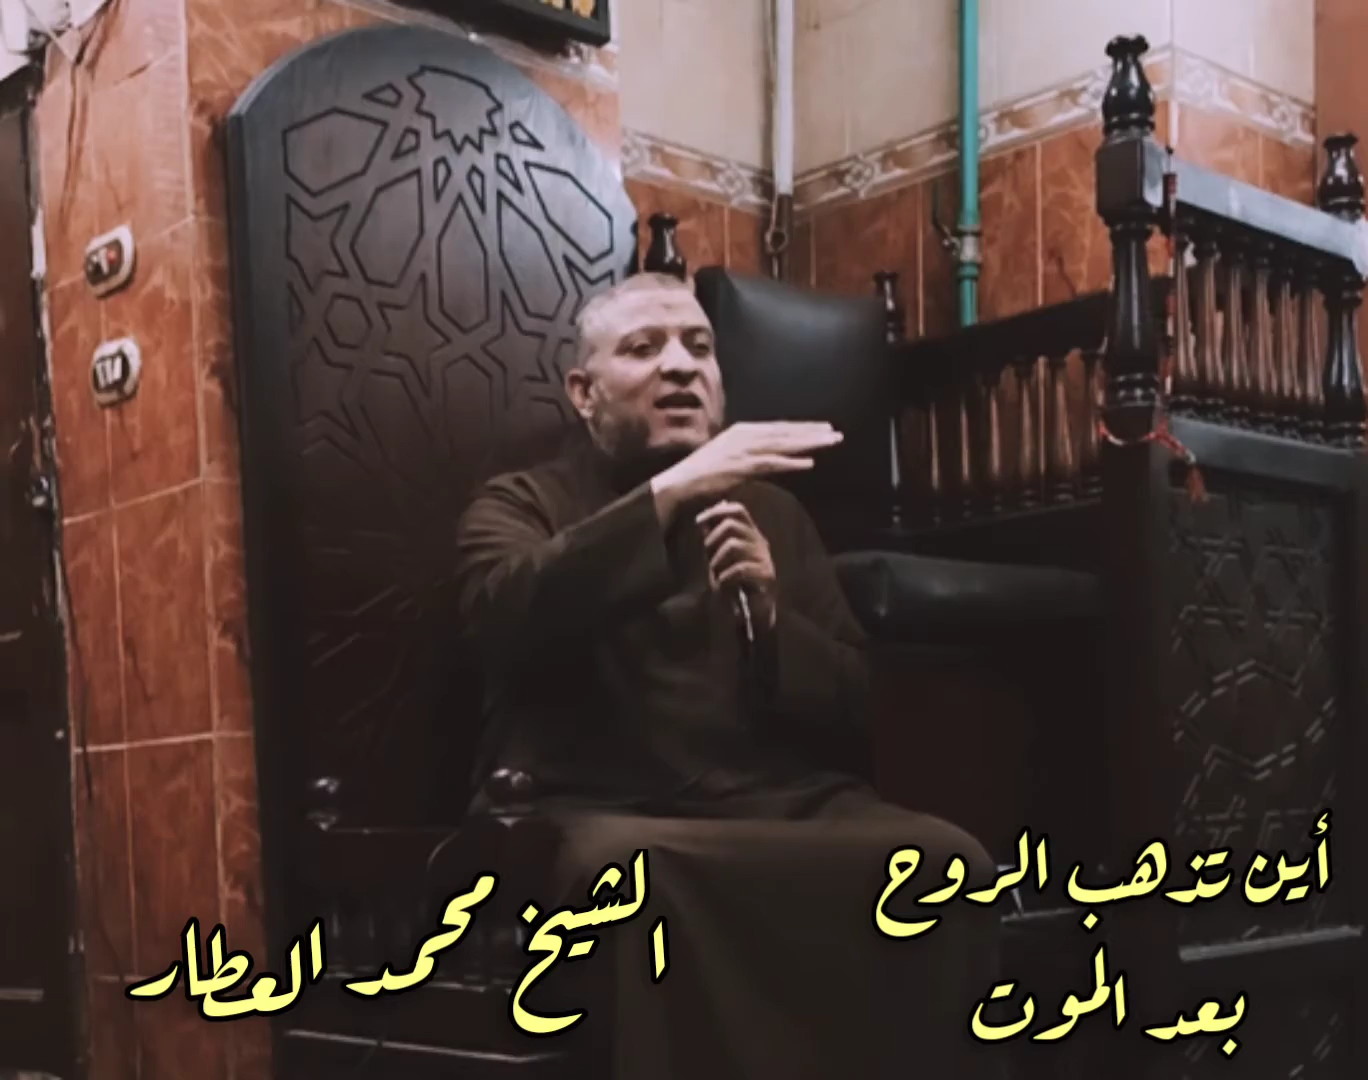 أين تذهب الروح
بعد الموت
الشيخ محمد العطار